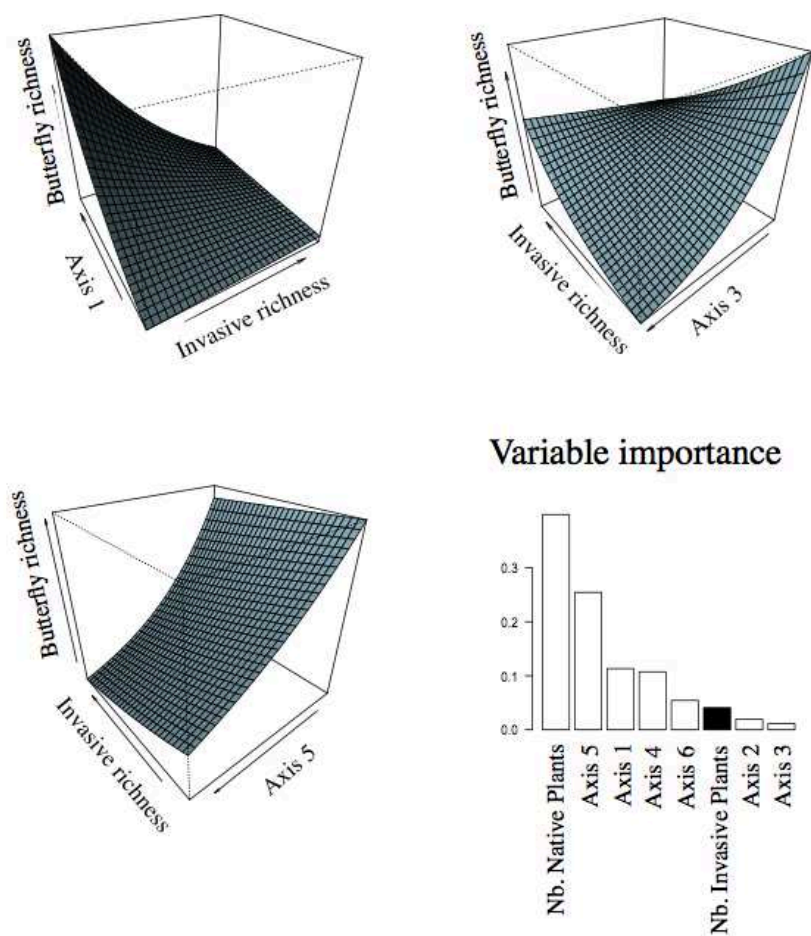 Butterfly richness
Axis 1
Invasive richness
Butterfly richness
Invasive richness
Axis 3
Butterfly richness
Invasive richness
Axis 5
Variable importance
0.3
0.2
0.1
0.0
Nb. Native Plants
Axis 5
Axis 1
Axis 4
Axis 6
Nb. Invasive Plants
Axis 2
Axis 3